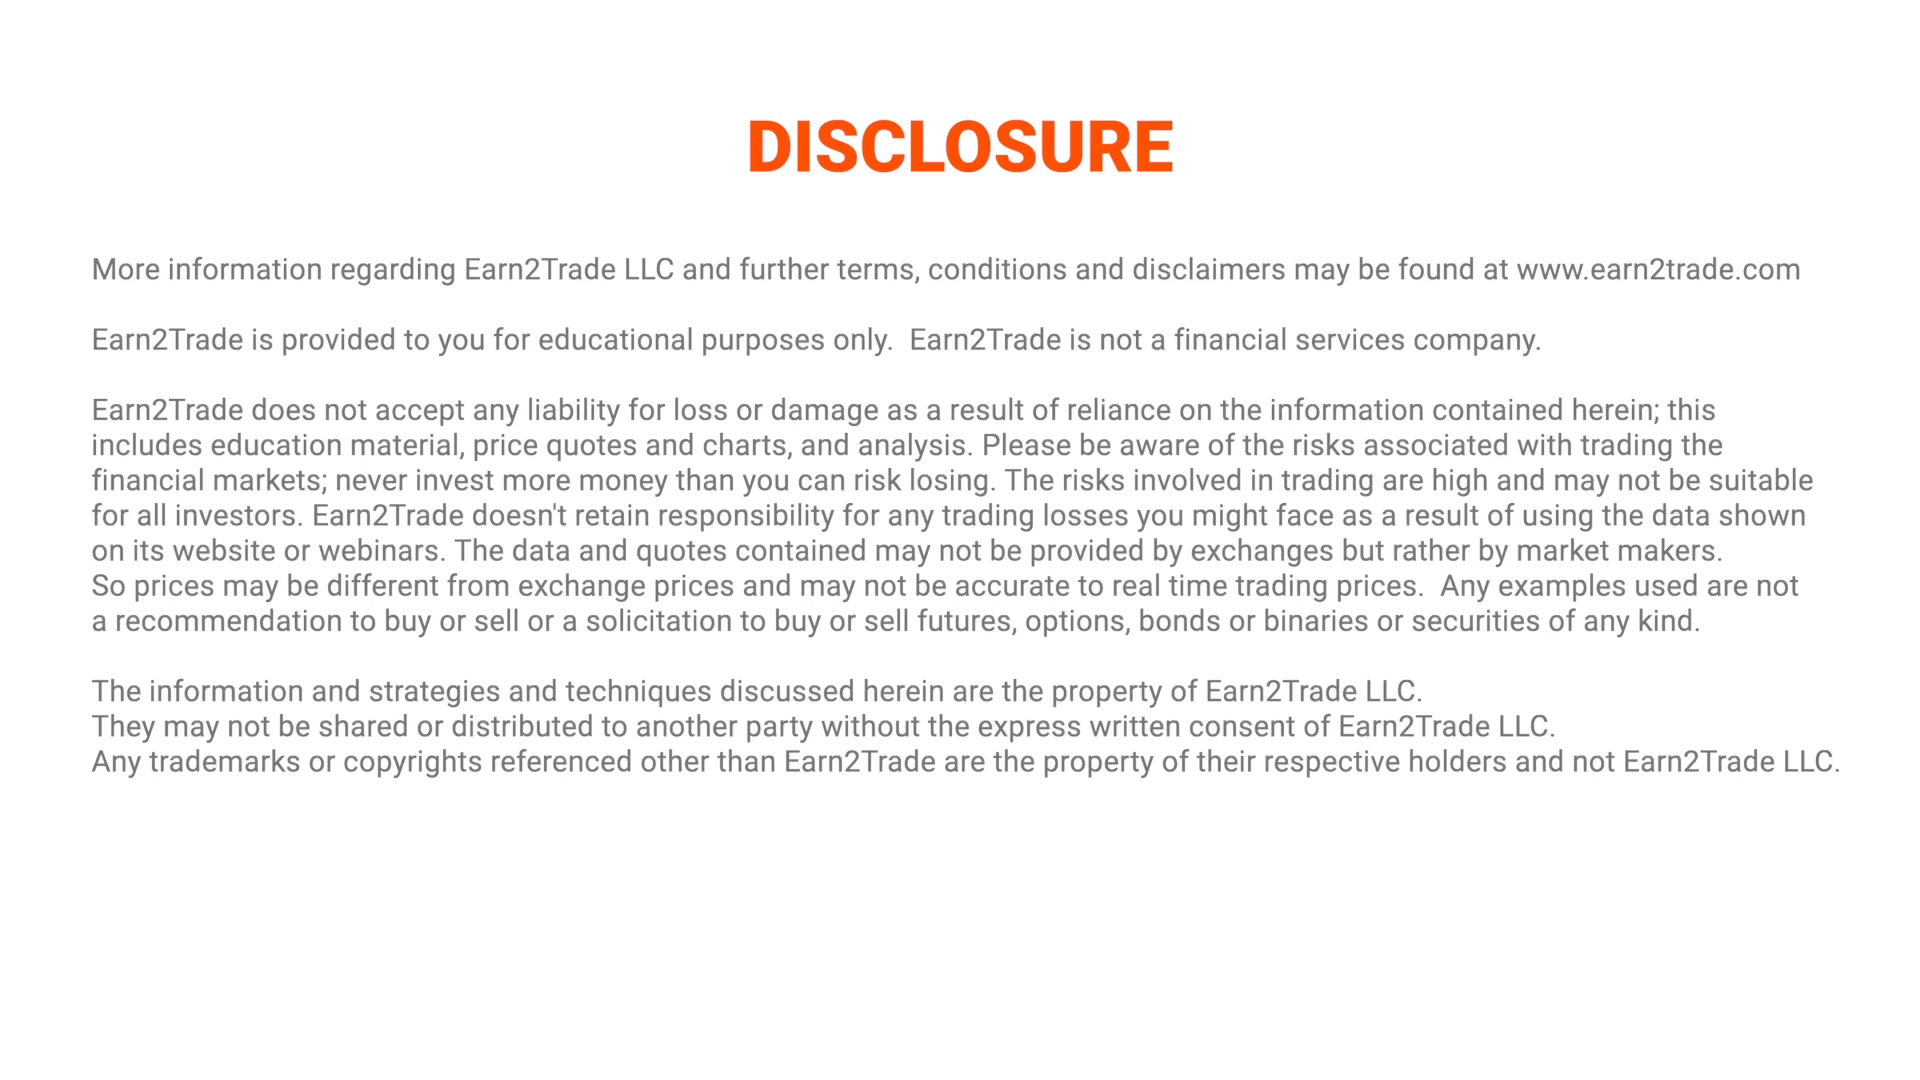 DISCLOSURE
More information regarding Earn2Trade LLC and further terms, conditions and disclaimers may be found at www.earn2trade.com
Earn2Trade is provided to you for educational purposes only.  Earn2Trade is not a financial services company.
Earn2Trade does not accept any liability for loss or damage as a result of reliance on the information contained herein; this
includes education material, price quotes and charts, and analysis. Please be aware of the risks associated with trading the
financial markets; never invest more money than you can risk losing. The risks involved in trading are high and may not be suitable
for all investors. Earn2Trade doesn't retain responsibility for any trading losses you might face as a result of using the data shown
on its website or webinars. The data and quotes contained may not be provided by exchanges but rather by market makers.
So prices may be different from exchange prices and may not be accurate to real time trading prices.  Any examples used are not
a recommendation to buy or sell or a solicitation to buy or sell futures, options, bonds or binaries or securities of any kind.
The information and strategies and techniques discussed herein are the property of Earn2Trade LLC.
They may not be shared or distributed to another party without the express written consent of Earn2Trade LLC.
Any trademarks or copyrights referenced other than Earn2Trade are the property of their respective holders and not Earn2Trade LLC.